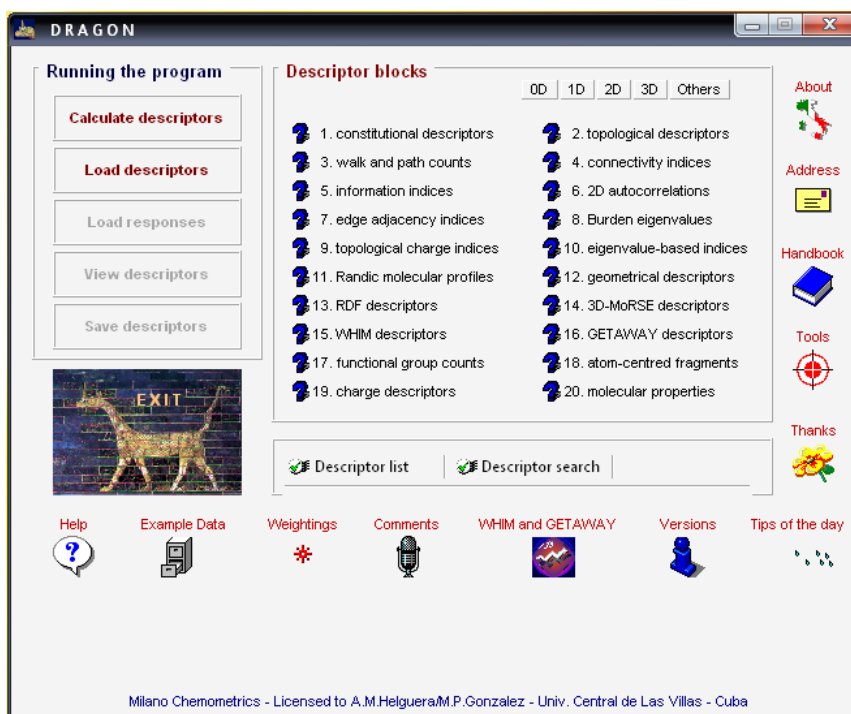 DRAGON
Running the program
Calculate descriptors
Load descriptors
Load responses
View descriptors
Save descriptors
EXIT
Descriptor blocks
0D 1D 2D 3D Others
1. constitutional descriptors
2. topological descriptors
3. walk and path counts
4. connectivity indices
5. information indices
6. 2D autocorrelations
7. edge adjacency indices
8. Burden eigenvalues
9. topological charge indices
10. eigenvalue-based indices
11. Randic molecular profiles
12. geometrical descriptors
13. RDF descriptors
14. 3D-MoRSE descriptors
15. WHIM descriptors
16. GETAWAY descriptors
17. functional group counts
18. atom-centred fragments
19. charge descriptors
20. molecular properties
Descriptor list
Descriptor search
About
Address
Handbook
Tools
Thanks
Help
Example Data
Weightings
Comments
WHIM and GETAWAY
Versions
Tips of the day
Milano Chemometrics - Licensed to A.M.Helguera/M.P.Gonzalez - Univ. Central de Las Villas - Cuba